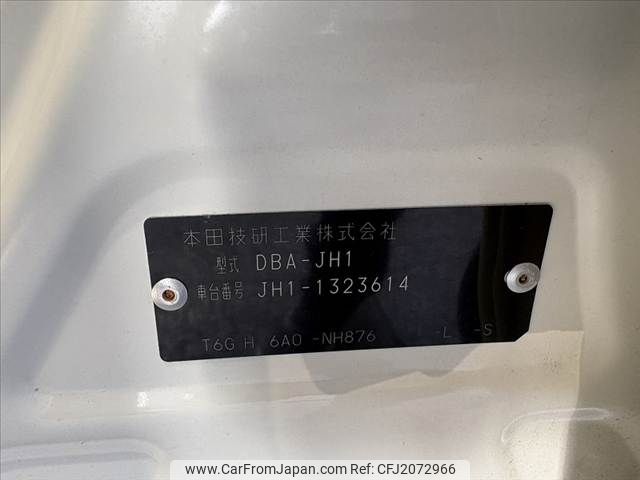 本田技研工業株式会社
型式 DBA-JH1
車台番号 JH1-1323614
T6G H 6A0 -NH876 -L -S
www.CarFromJapan.com | CFJ2072966